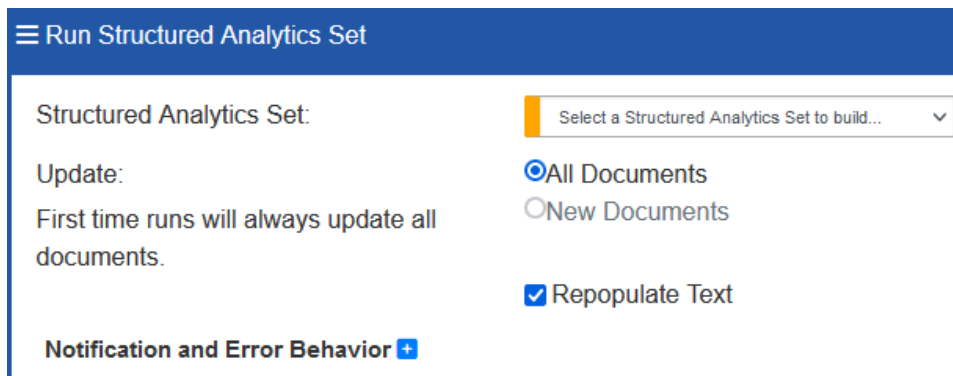 Run Structured Analytics Set
Structured Analytics Set:
Select a Structured Analytics Set to build...
Update:
All Documents
New Documents
First time runs will always update all
documents.
Repopulate Text
Notification and Error Behavior